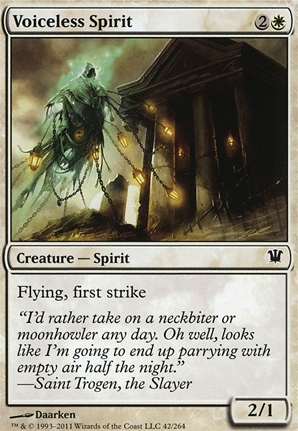 Voiceless Spirit 2
Creature — Spirit
Flying, first strike
“I’d rather take on a neckbiter or
moonhowler any day. Oh well, looks
like I’m going to end up parrying with
empty air half the night.”
—Saint Trogen, the Slayer
2/1
Daarken
™ & © 1993–2011 Wizards of the Coast LLC 42/264